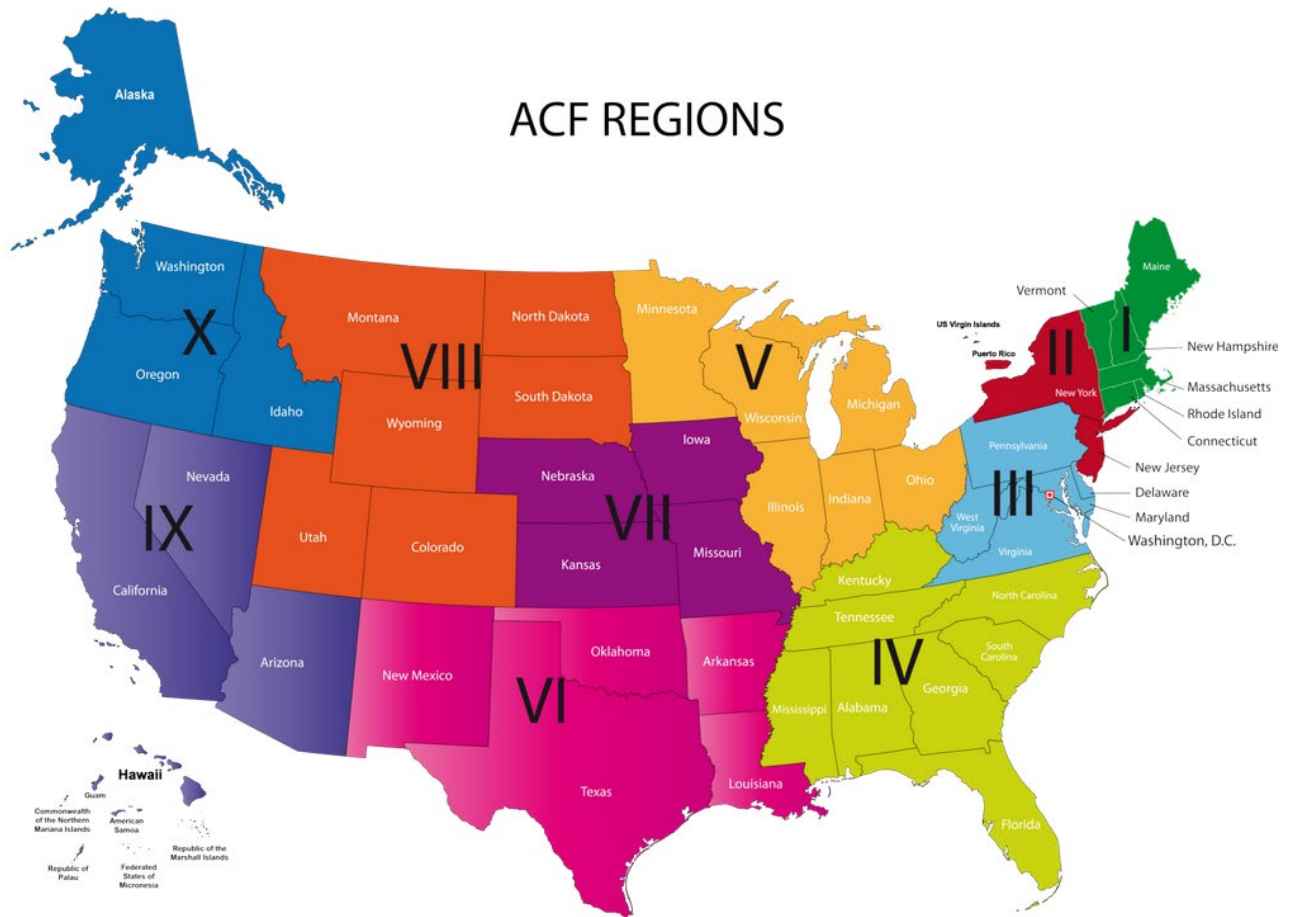 ACF REGIONS
Alaska
Washington
X
Oregon
Idaho
Montana
North Dakota
VIII
South Dakota
Wyoming
Utah
Colorado
Nevada
IX
California
Arizona
Minnesota
V
Wisconsin
Michigan
Illinois
Indiana
Ohio
Iowa
Nebraska
VII
Kansas
Missouri
New Mexico
Oklahoma
Arkansas
VI
Texas
Louisiana
Kentucky
Tennessee
North Carolina
South
Carolina
IV
Mississippi
Alabama
Georgia
Florida
Pennsylvania
III
West
Virginia
Virginia
US Virgin Islands
Puerto Rico
II
New York
I
Maine
Vermont
New Hampshire
Massachusetts
Rhode Island
Connecticut
New Jersey
Delaware
Maryland
Washington, D.C.
Hawaii
Guam
Commonwealth
of the Northern
Mariana Islands
American
Samoa
Republic of the
Marshall Islands
Republic of
Palau
Federated
States of
Micronesia